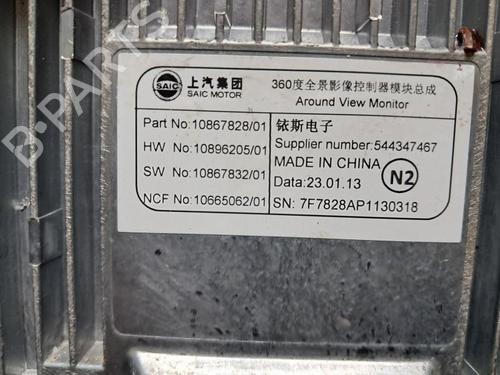 SAIC
上汽集团
SAIC MOTOR
360度全景影像控制器模块总成
Around View Monitor
Part No:10867828/01
HW No:10896205/01
SW No:10867832/01
NCF No:10665062/01
铱斯电子
Supplier number:544347467
MADE IN CHINA
Data:23.01.13
N2
SN: 7F7828AP1130318
B-PARTS